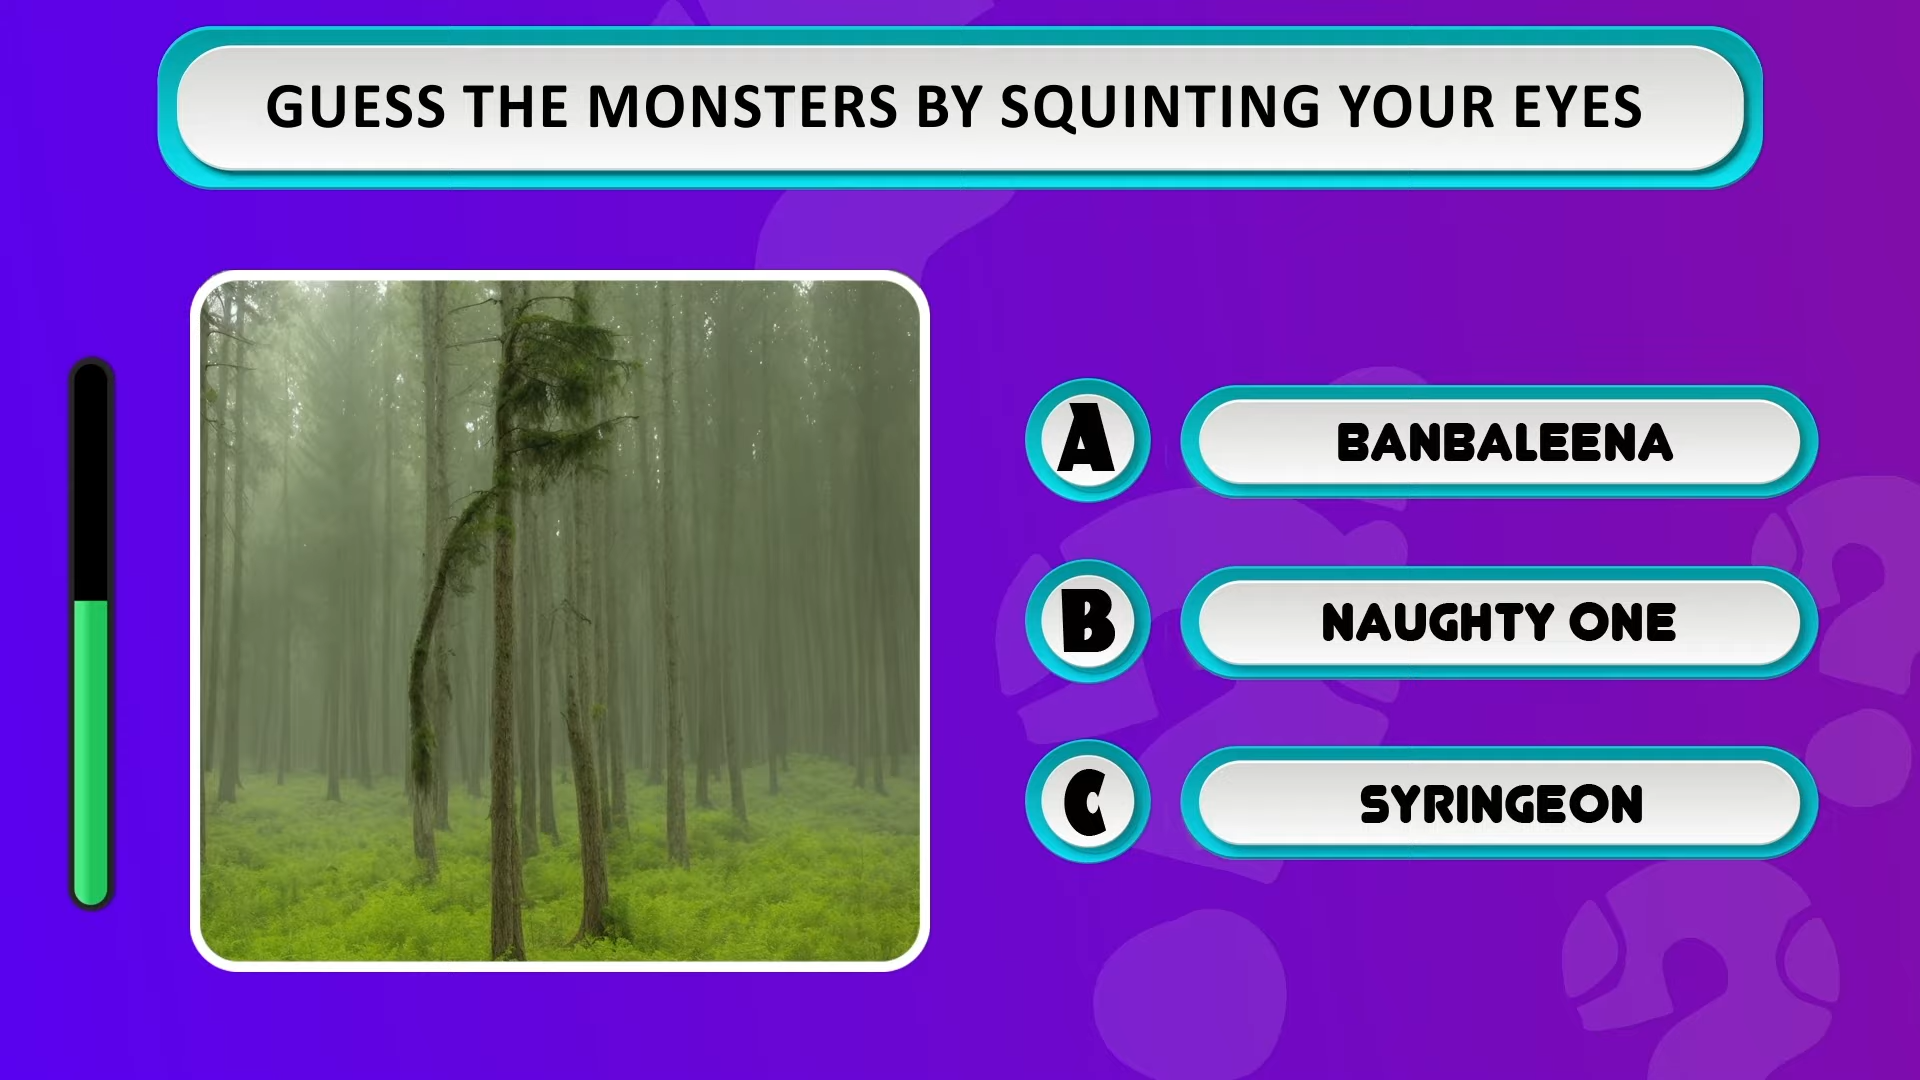 GUESS THE MONSTERS BY SQUINTING YOUR EYES
A
BANBALEENA
B
NAUGHTY ONE
C
SYRINGEON